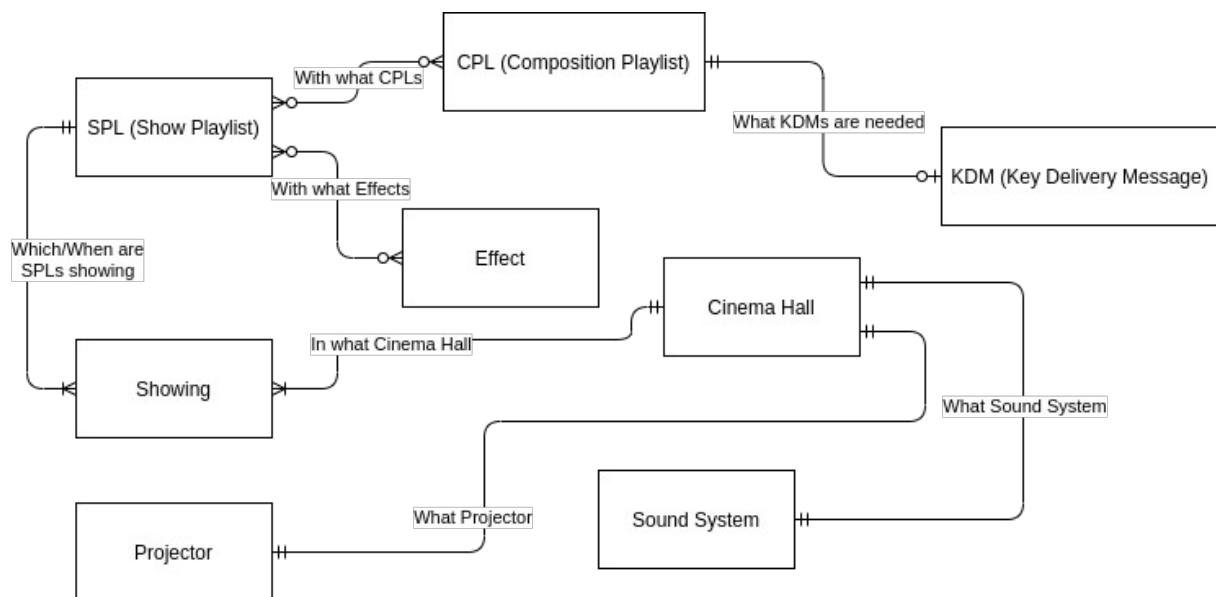 CPL (Composition Playlist)
With what CPLs
SPL (Show Playlist)
What KDMs are needed
KDM (Key Delivery Message)
With what Effects
Which/When are
SPLs showing
Effect
Cinema Hall
In what Cinema Hall
Showing
What Sound System
What Projector
Sound System
Projector